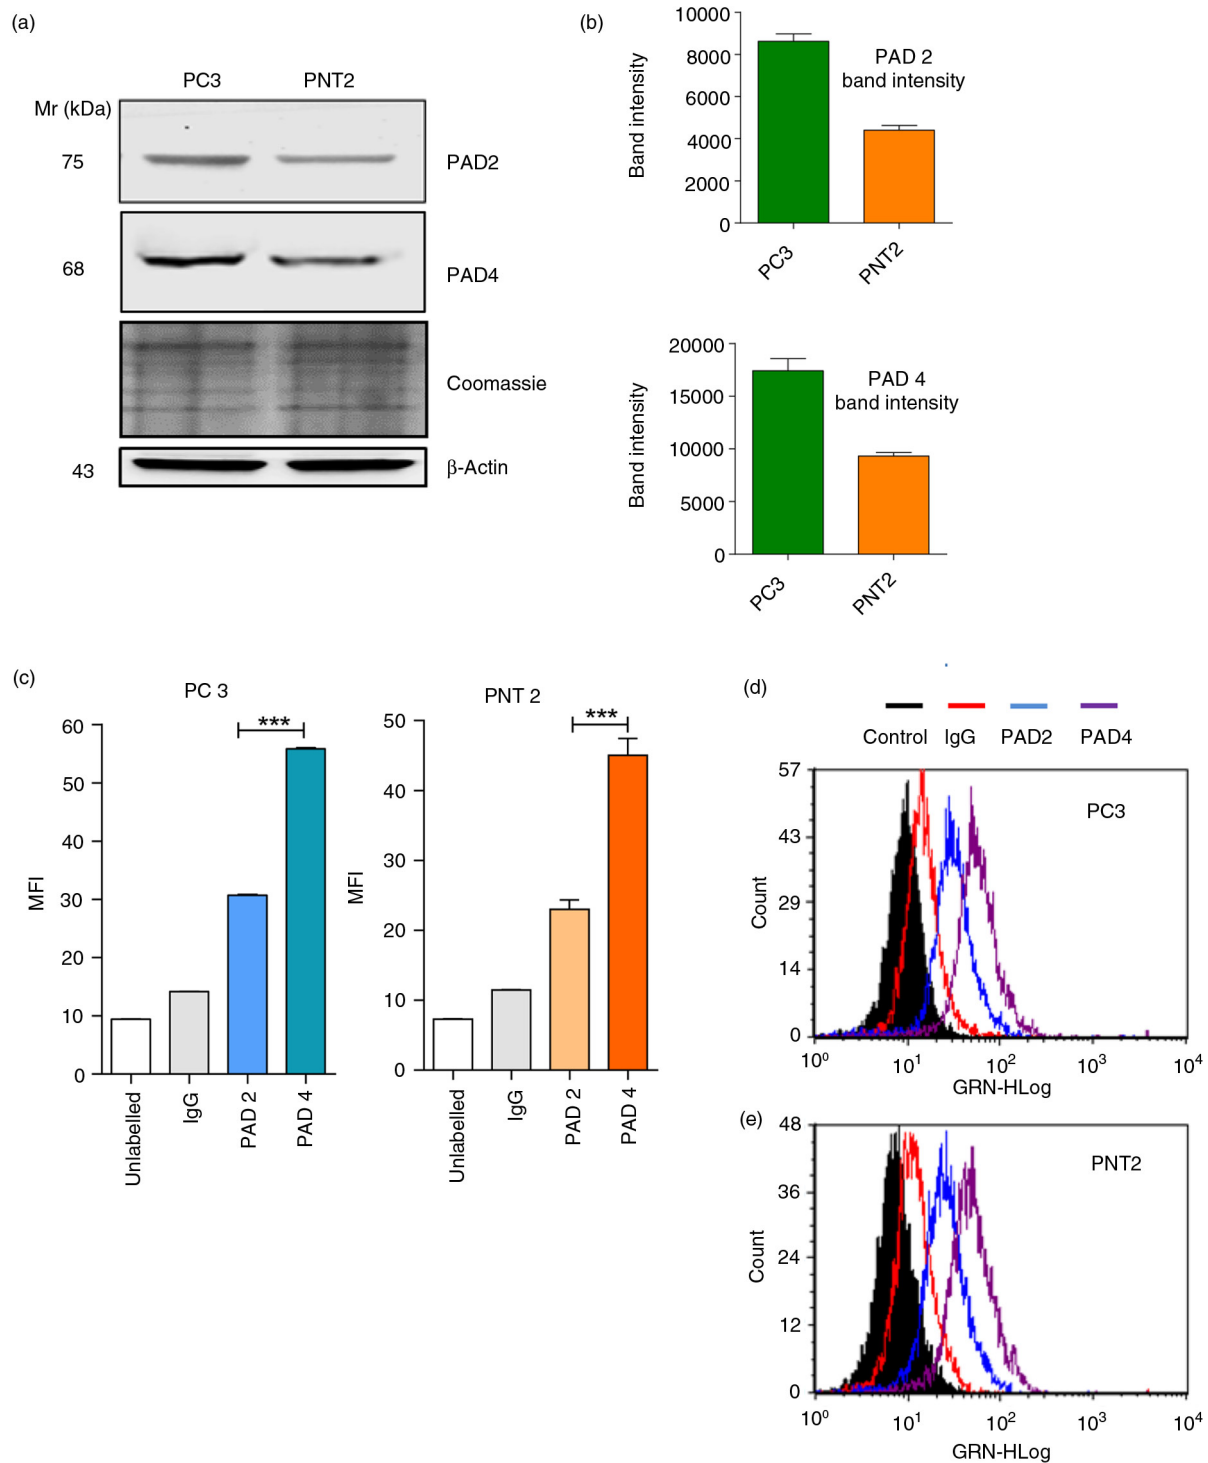 (a)
PC3 PNT2
Mr (kDa)
75 PAD2
68 PAD4
Coomassie
43 β-Actin
(b)
10000
8000
6000
4000
2000
0
Band intensity
PAD 2
band intensity
PC3 PNT2
20000
15000
10000
5000
0
Band intensity
PAD 4
band intensity
PC3 PNT2
(c)
PC 3
60
50
40
30
20
10
0
MFI
***
Unlabelled IgG PAD 2 PAD 4
PNT 2
50
40
30
20
10
0
MFI
***
Unlabelled IgG PAD 2 PAD 4
(d)
Control IgG PAD2 PAD4
57
43
29
14
0
Count
PC3
10⁰ 10¹ 10² 10³ 10⁴
GRN-HLog
(e)
48
36
24
12
0
Count
PNT2
10⁰ 10¹ 10² 10³ 10⁴
GRN-HLog